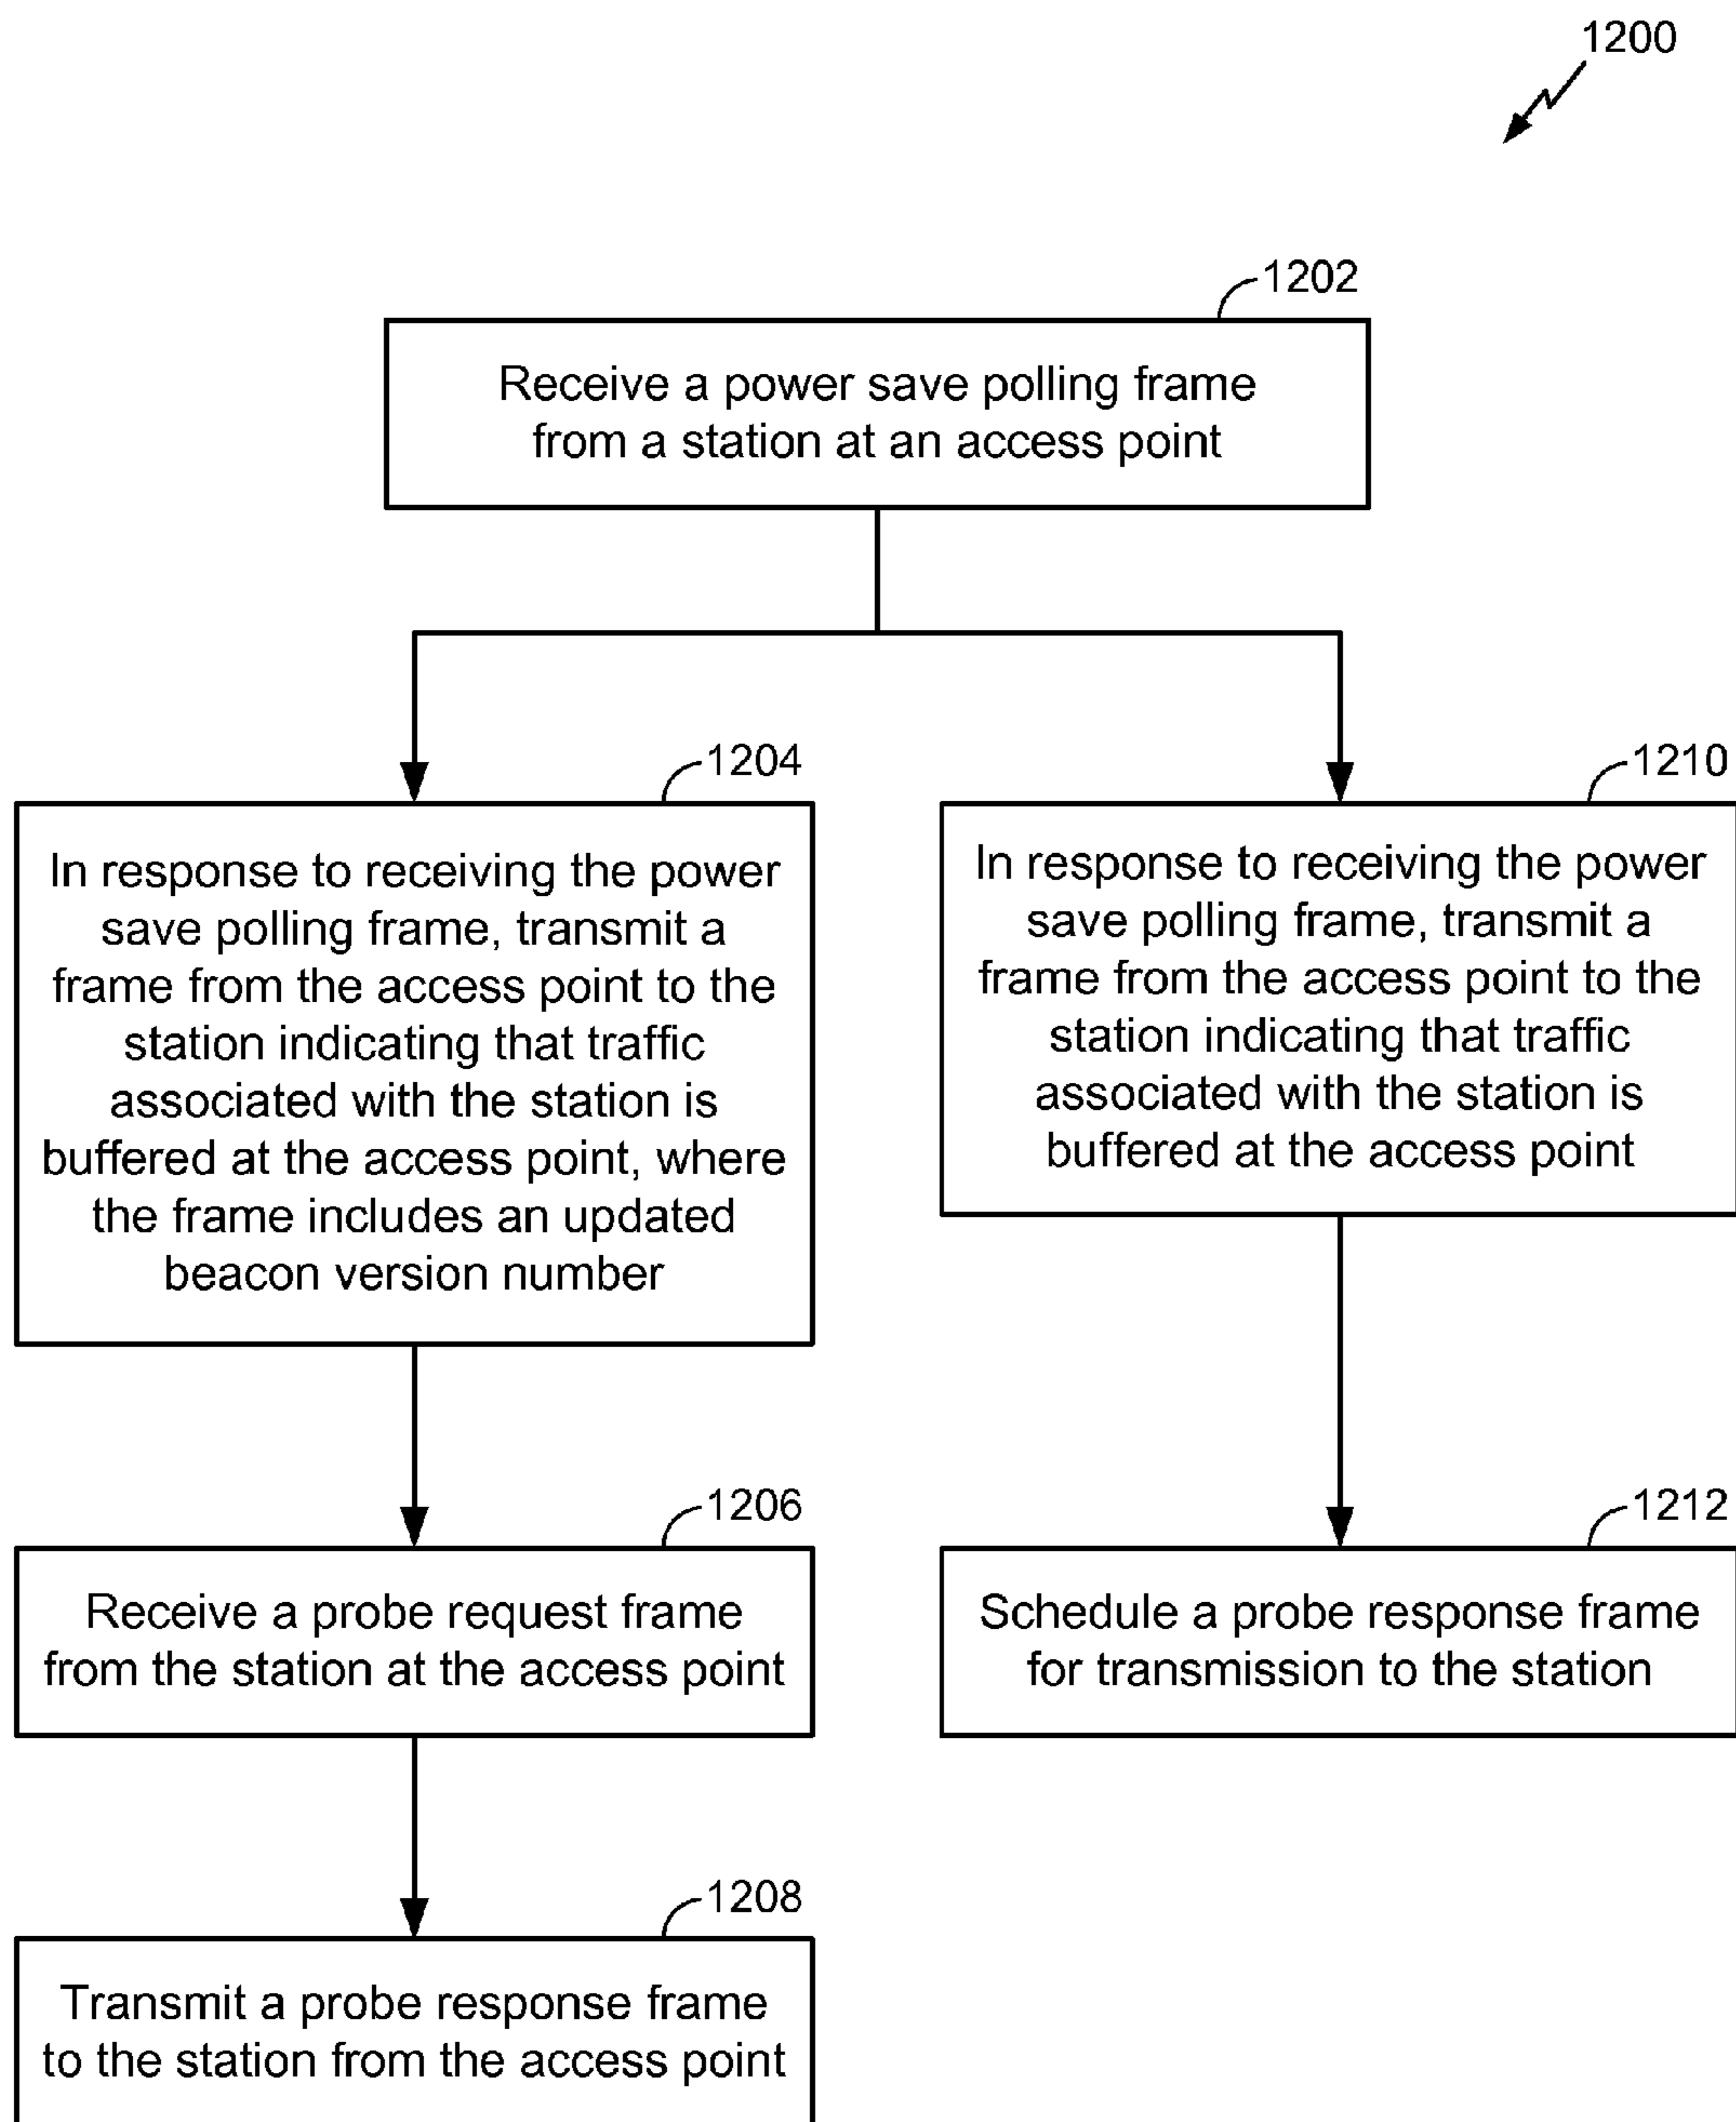 1200
1202
Receive a power save polling frame
from a station at an access point
1204
In response to receiving the power
save polling frame, transmit a
frame from the access point to the
station indicating that traffic
associated with the station is
buffered at the access point, where
the frame includes an updated
beacon version number
1210
In response to receiving the power
save polling frame, transmit a
frame from the access point to the
station indicating that traffic
associated with the station is
buffered at the access point
1206
Receive a probe request frame
from the station at the access point
1212
Schedule a probe response frame
for transmission to the station
1208
Transmit a probe response frame
to the station from the access point